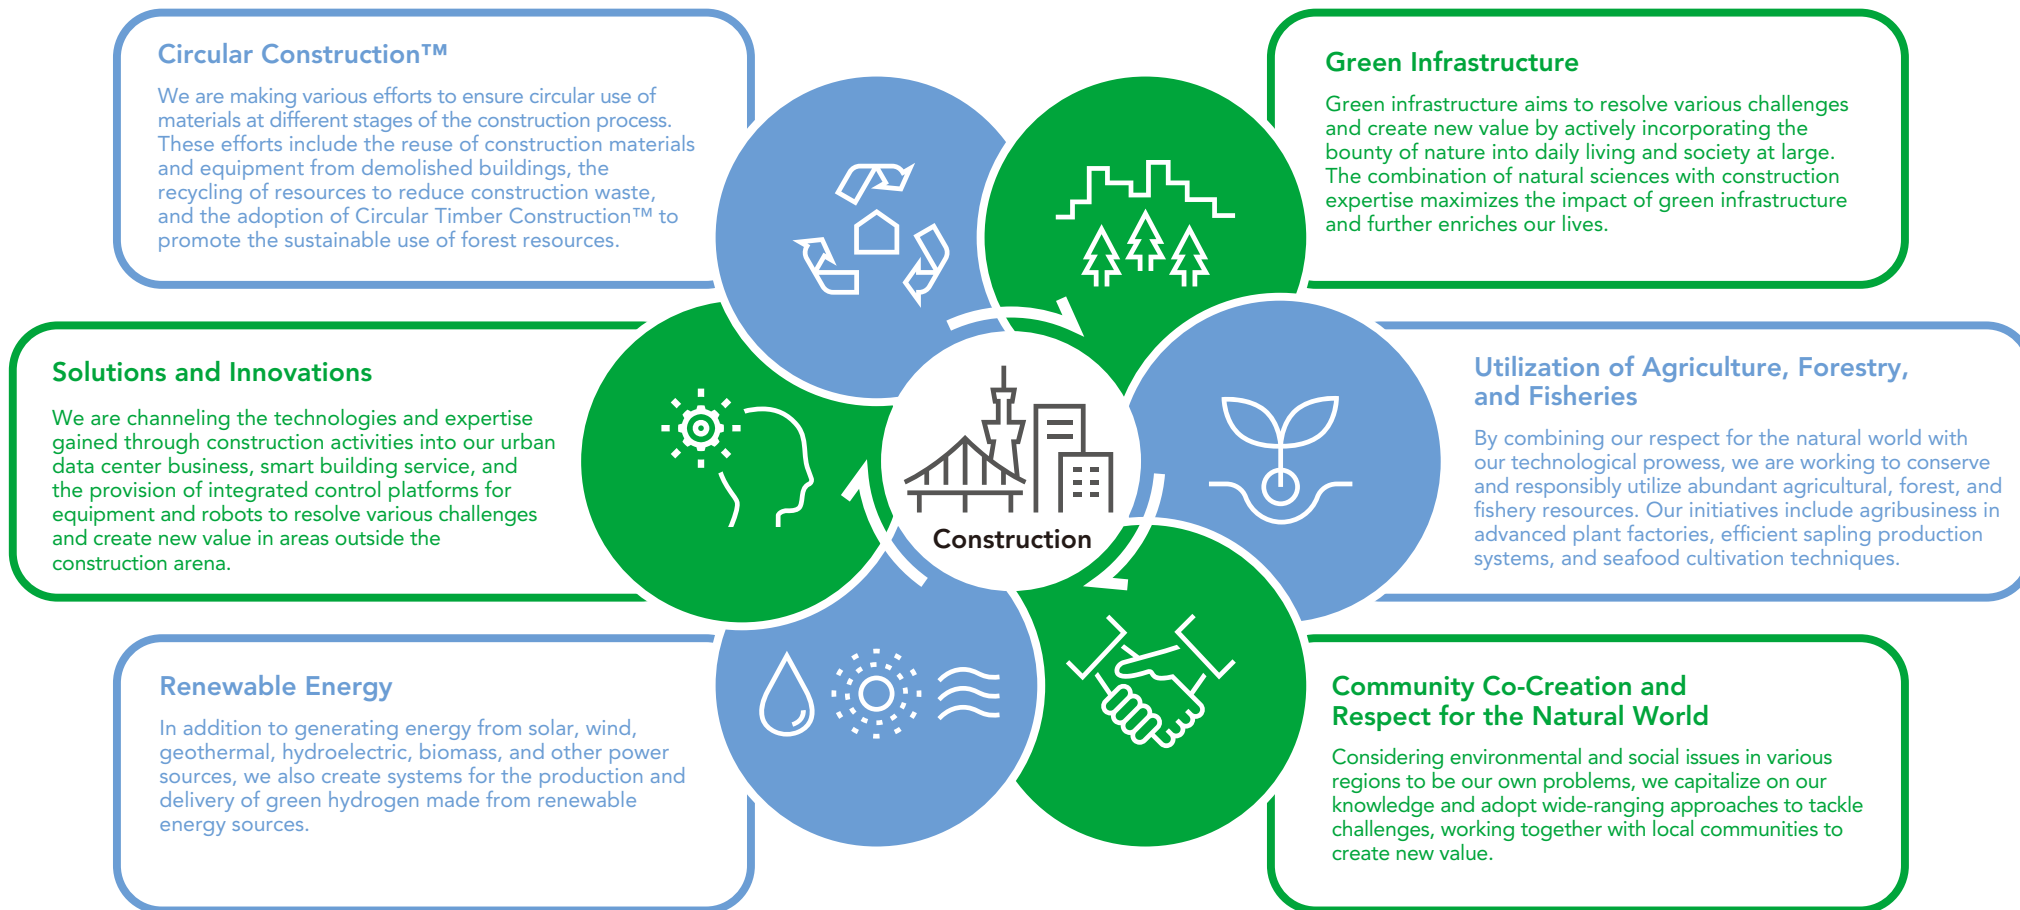 Circular Construction™
We are making various efforts to ensure circular use of
materials at different stages of the construction process.
These efforts include the reuse of construction materials
and equipment from demolished buildings, the
recycling of resources to reduce construction waste,
and the adoption of Circular Timber Construction™ to
promote the sustainable use of forest resources.
Green Infrastructure
Green infrastructure aims to resolve various challenges
and create new value by actively incorporating the
bounty of nature into daily living and society at large.
The combination of natural sciences with construction
expertise maximizes the impact of green infrastructure
and further enriches our lives.
Solutions and Innovations
We are channeling the technologies and expertise
gained through construction activities into our urban
data center business, smart building service, and
the provision of integrated control platforms for
equipment and robots to resolve various challenges
and create new value in areas outside the
construction arena.
Construction
Utilization of Agriculture, Forestry,
and Fisheries
By combining our respect for the natural world with
our technological prowess, we are working to conserve
and responsibly utilize abundant agricultural, forest, and
fishery resources. Our initiatives include agribusiness in
advanced plant factories, efficient sapling production
systems, and seafood cultivation techniques.
Renewable Energy
In addition to generating energy from solar, wind,
geothermal, hydroelectric, biomass, and other power
sources, we also create systems for the production and
delivery of green hydrogen made from renewable
energy sources.
Community Co-Creation and
Respect for the Natural World
Considering environmental and social issues in various
regions to be our own problems, we capitalize on our
knowledge and adopt wide-ranging approaches to tackle
challenges, working together with local communities to
create new value.